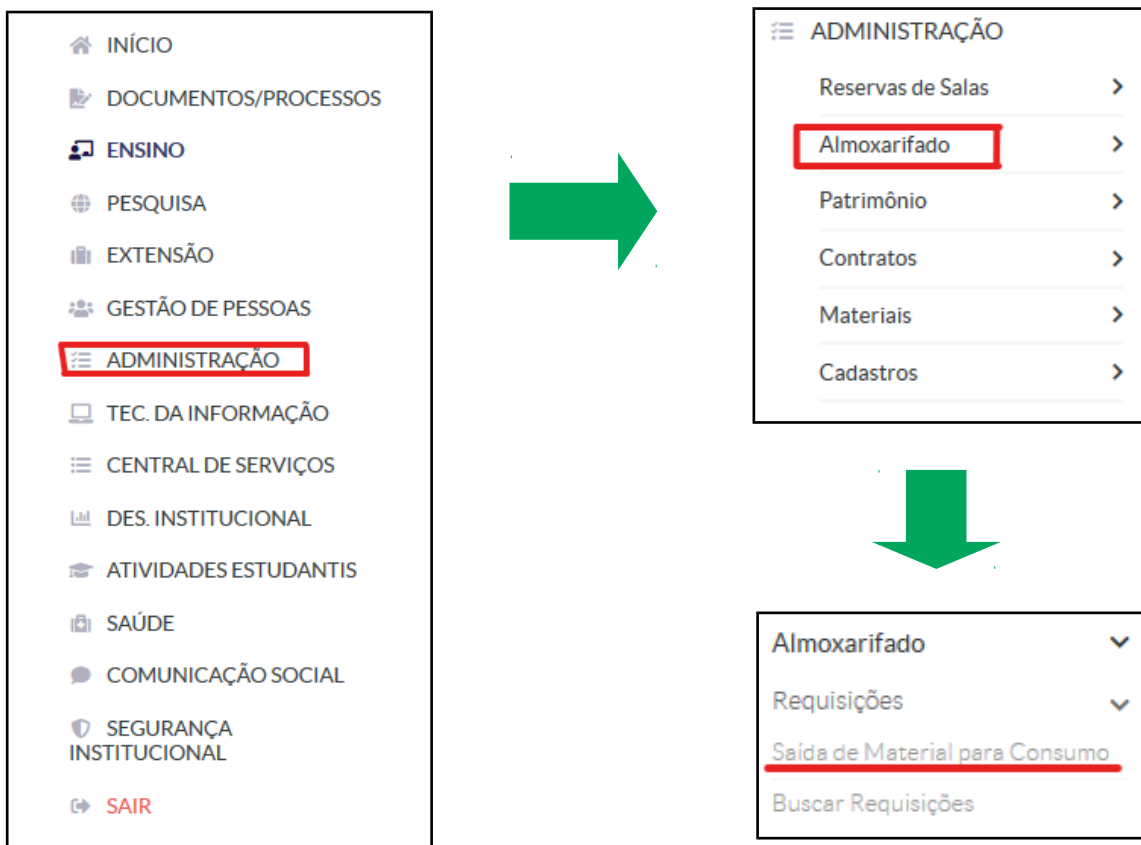 INÍCIO
DOCUMENTOS/PROCESSOS
ENSINO
PESQUISA
EXTENSÃO
GESTÃO DE PESSOAS
ADMINISTRAÇÃO
TEC. DA INFORMAÇÃO
CENTRAL DE SERVIÇOS
DES. INSTITUCIONAL
ATIVIDADES ESTUDANTIS
SAÚDE
COMUNICAÇÃO SOCIAL
SEGURANÇA
INSTITUCIONAL
SAIR
ADMINISTRAÇÃO
Reservas de Salas
Almoxarifado
Patrimônio
Contratos
Materiais
Cadastros
Almoxarifado
Requisições
Saída de Material para Consumo
Buscar Requisições